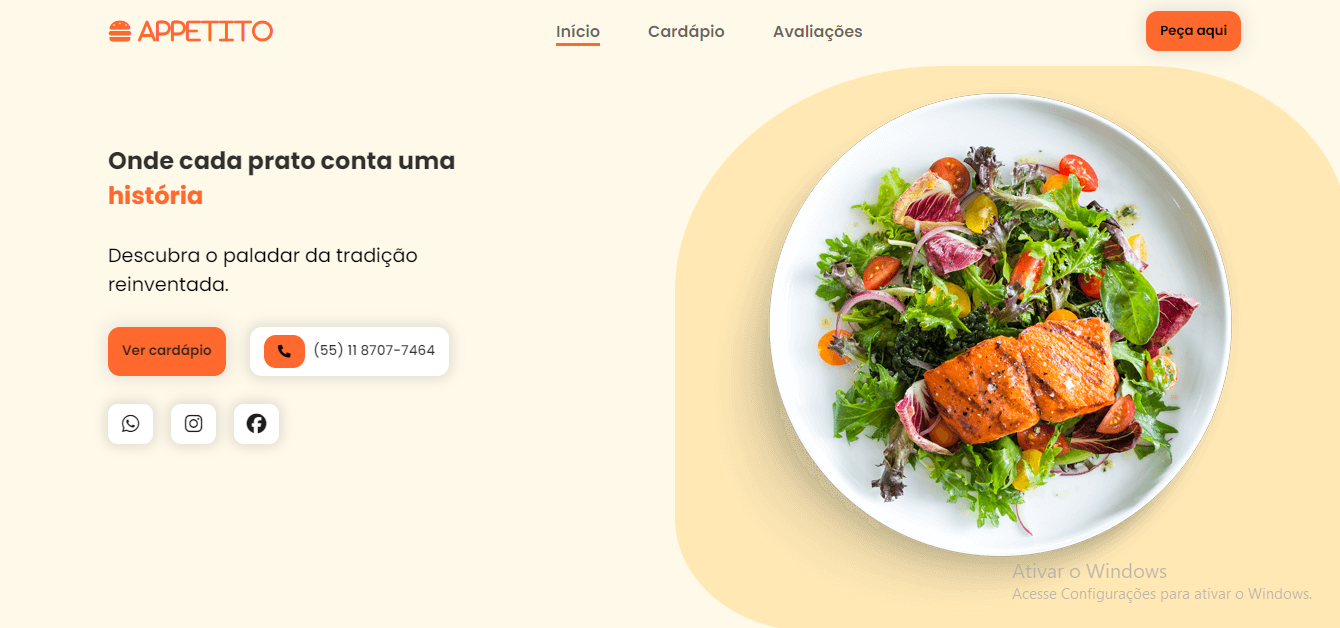 APPETITO
Início
Cardápio
Avaliações
Peça aqui
Onde cada prato conta uma
história
Descubra o paladar da tradição
reinventada.
Ver cardápio
(55) 11 8707-7464
Ativar o Windows
Acesse Configurações para ativar o Windows.